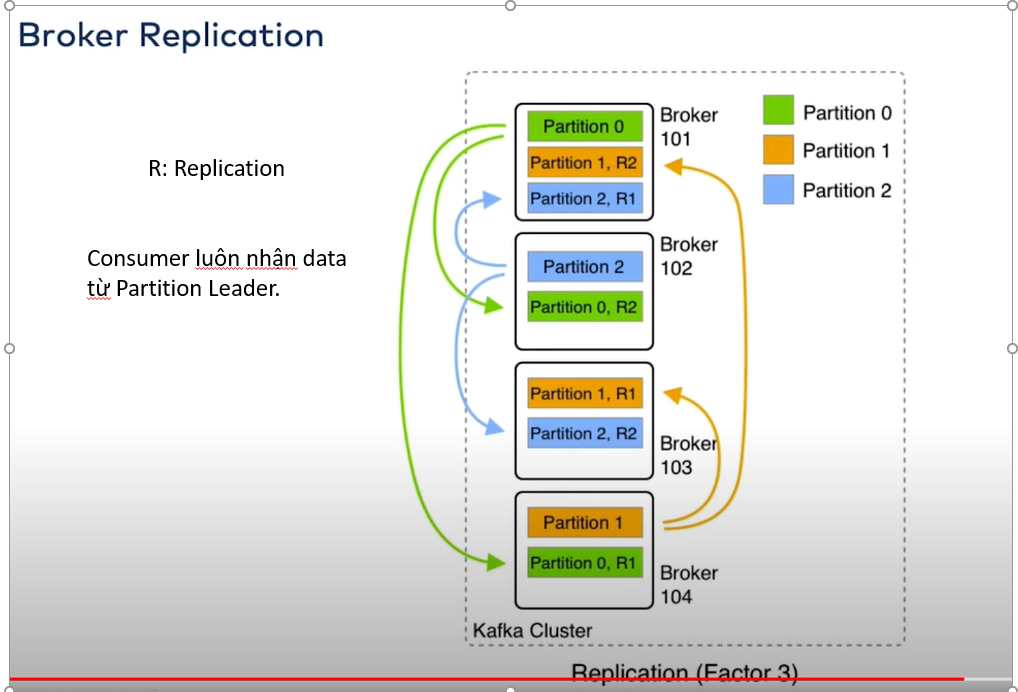 Broker Replication
R: Replication
Consumer luôn nhận data
từ Partition Leader.
Partition 0
Partition 1, R2
Partition 2, R1
Broker
101
Partition 2
Partition 0, R2
Broker
102
Partition 1, R1
Partition 2, R2
Broker
103
Partition 1
Partition 0, R1
Broker
104
Kafka Cluster
Partition 0
Partition 1
Partition 2
Replication (Factor 3)